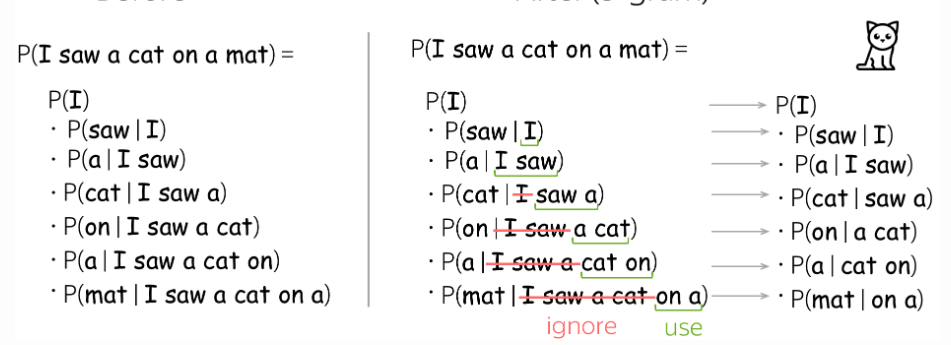 P(I saw a cat on a mat) =
P(I)
· P(saw | I)
· P(a | I saw)
· P(cat | I saw a)
· P(on | I saw a cat)
· P(a | I saw a cat on)
· P(mat | I saw a cat on a)
P(I saw a cat on a mat) =
P(I) → P(I)
· P(saw | I) → · P(saw | I)
· P(a | I saw) → · P(a | I saw)
· P(cat | I saw a) → · P(cat | saw a)
· P(on | I saw a cat) → · P(on | a cat)
· P(a | I saw a cat on) → · P(a | cat on)
· P(mat | I saw a cat on a) → · P(mat | on a)
ignore use